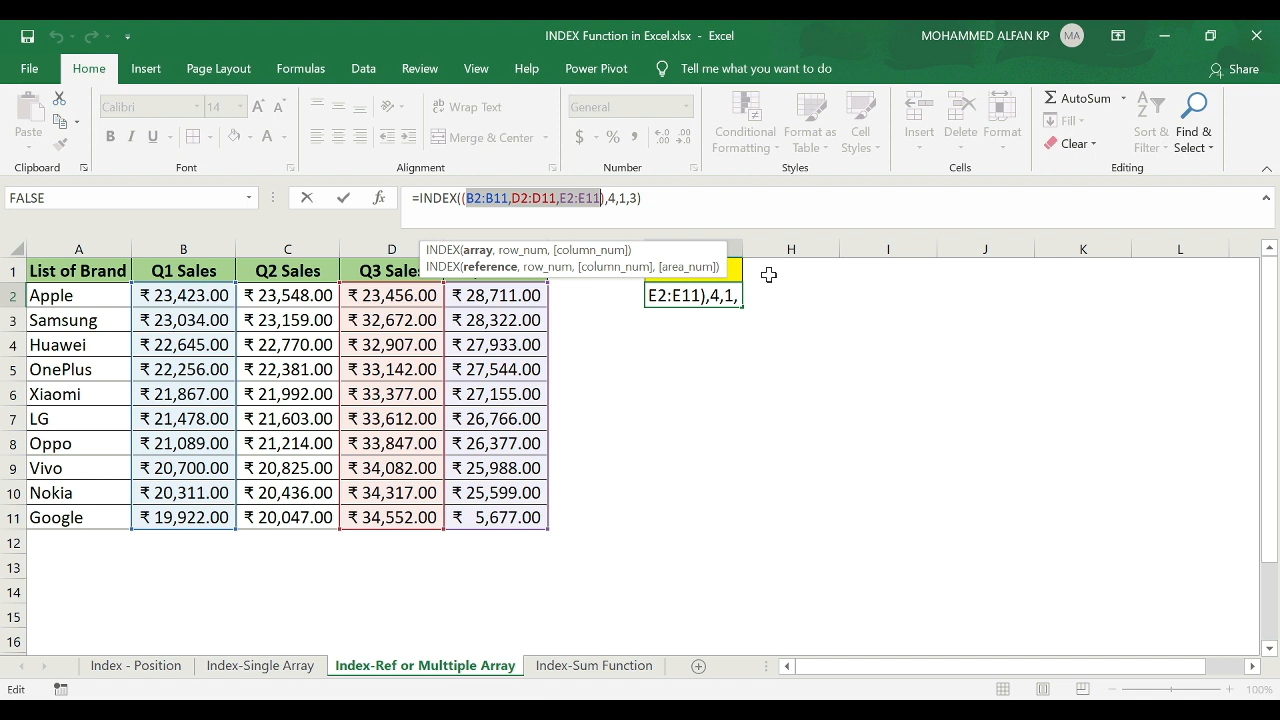 INDEX Function in Excel.xlsx - Excel
MOHAMMED ALFAN KP MA
File Home Insert Page Layout Formulas Data Review View Help Power Pivot Tell me what you want to do Share
Paste
Clipboard
Calibri 14 A A
B I U A
Font
ab Wrap Text
Merge & Center
Alignment
General
$ %
Number
Conditional Formatting
Format as Table
Cell Styles
Styles
Insert Delete Format
Cells
AutoSum
Fill
Clear
Sort & Filter
Find & Select
Editing
FALSE fx =INDEX((B2:B11,D2:D11,E2:E11),4,1,3)
INDEX(array, row_num, [column_num])
INDEX(reference, row_num, [column_num], [area_num])
A B C D H I J K L
1 List of Brand Q1 Sales Q2 Sales Q3 Sales
2 Apple ₹ 23,423.00 ₹ 23,548.00 ₹ 23,456.00 ₹ 28,711.00 E2:E11),4,1,
3 Samsung ₹ 23,034.00 ₹ 23,159.00 ₹ 32,672.00 ₹ 28,322.00
4 Huawei ₹ 22,645.00 ₹ 22,770.00 ₹ 32,907.00 ₹ 27,933.00
5 OnePlus ₹ 22,256.00 ₹ 22,381.00 ₹ 33,142.00 ₹ 27,544.00
6 Xiaomi ₹ 21,867.00 ₹ 21,992.00 ₹ 33,377.00 ₹ 27,155.00
7 LG ₹ 21,478.00 ₹ 21,603.00 ₹ 33,612.00 ₹ 26,766.00
8 Oppo ₹ 21,089.00 ₹ 21,214.00 ₹ 33,847.00 ₹ 26,377.00
9 Vivo ₹ 20,700.00 ₹ 20,825.00 ₹ 34,082.00 ₹ 25,988.00
10 Nokia ₹ 20,311.00 ₹ 20,436.00 ₹ 34,317.00 ₹ 25,599.00
11 Google ₹ 19,922.00 ₹ 20,047.00 ₹ 34,552.00 ₹ 5,677.00
12
13
14
15
16
Index - Position Index-Single Array Index-Ref or Multtiple Array Index-Sum Function
Edit 100%